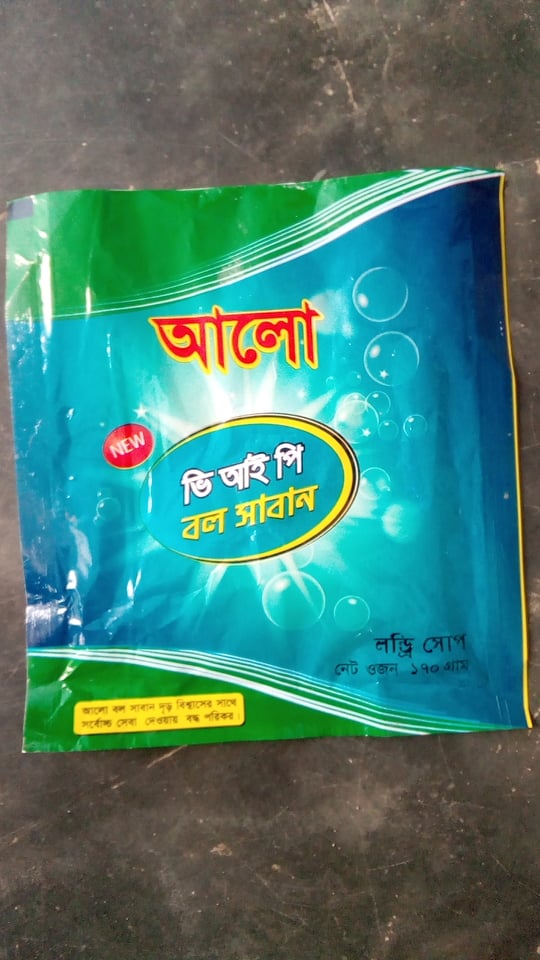 আলো
NEW
ভি আই পি
বল সাবান
লন্ড্রি সোপ
নেট ওজন ১৭০ গ্রাম
আলো বল সাবান দৃঢ় বিশ্বাসের সাথে
সর্বোচ্চ সেবা দেওয়ায় বদ্ধ পরিকর।